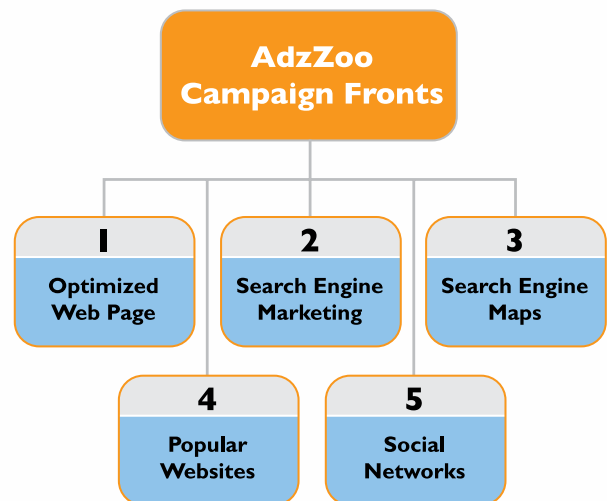 AdzZoo
Campaign Fronts
1
Optimized
Web Page
2
Search Engine
Marketing
3
Search Engine
Maps
4
Popular
Websites
5
Social
Networks